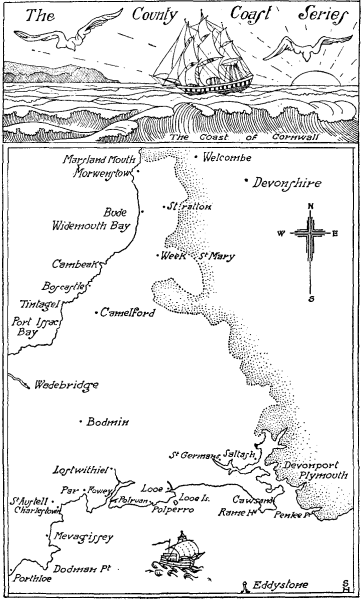 The County Coast Series
The Coast of Cornwall
Marsland Mouth
Morwenstow
Welcombe
Devonshire
Bude
Stratton
Widemouth Bay
N
W E
S
Week St Mary
Cambeak
Boscastle
Tintagel
Camelford
Port Issac
Bay
Wadebridge
Bodmin
St Germans
Saltash
Devonport
Plymouth
Lostwithiel
Par
Fowey
Looe
St Austell
Charlestown
Polruan
Looe Is.
Polperro
Cawsand
Rame Hd
Penlee Pt
Mevagissey
Dodman Pt
Portloe
Eddystone